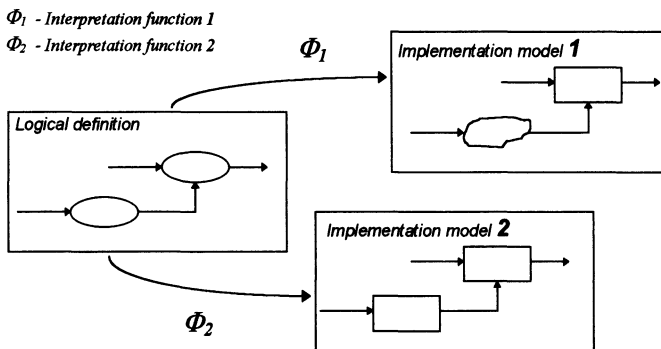 Φ1 - Interpretation function 1
Φ2 - Interpretation function 2
Φ1
Implementation model 1
Logical definition
Implementation model 2
Φ2